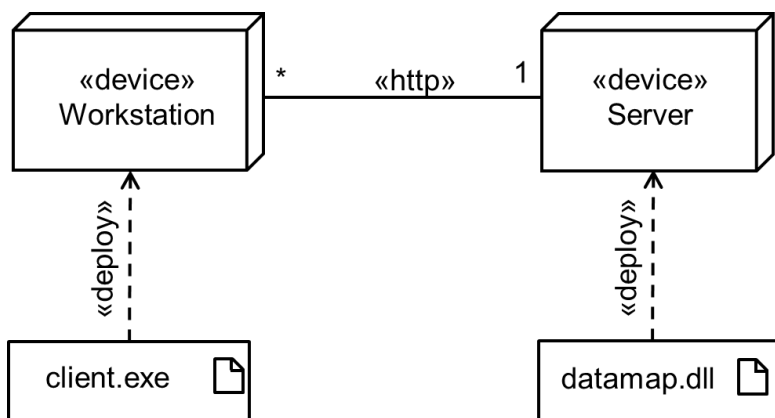 «device»
Workstation
*
«http»
1
«device»
Server
«deploy»
«deploy»
client.exe
datamap.dll